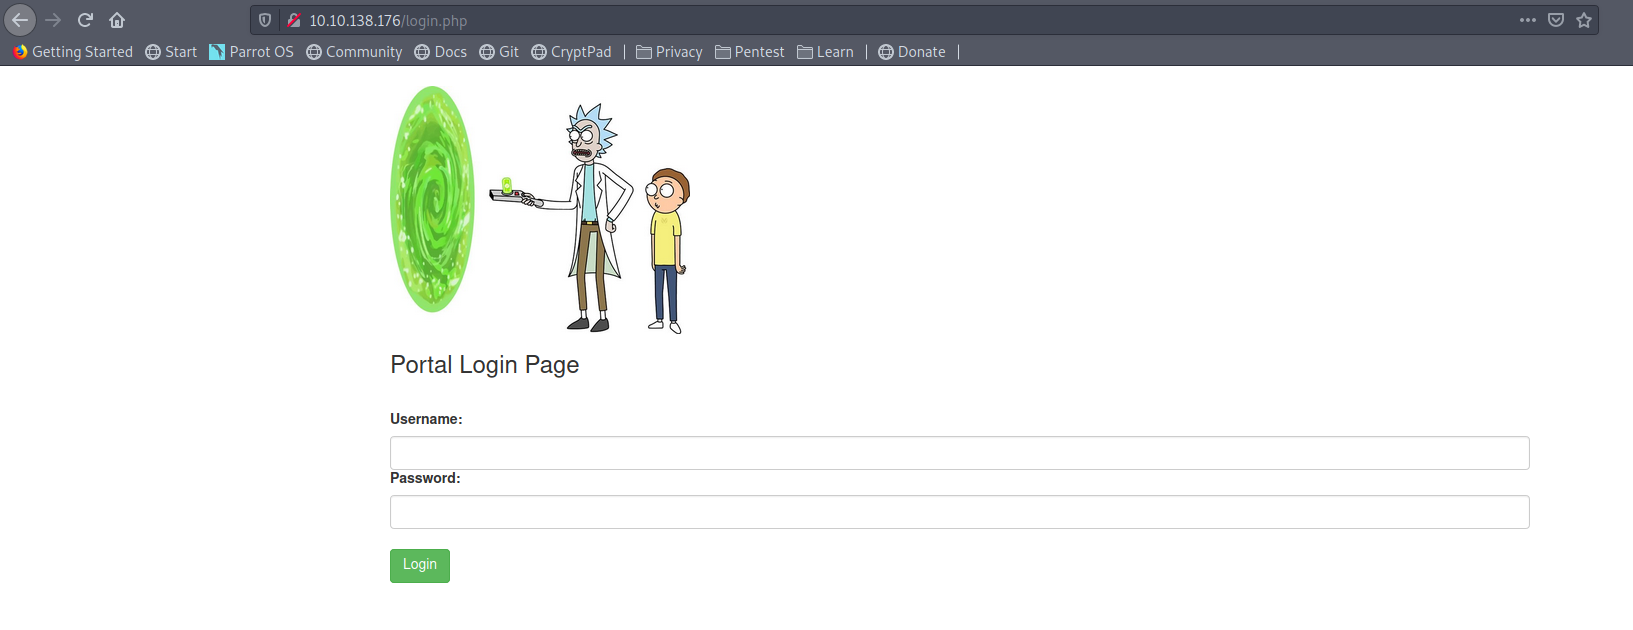 10.10.138.176/login.php
Getting Started Start Parrot OS Community Docs Git CryptPad | Privacy Pentest Learn | Donate |
Portal Login Page
Username:
Password:
Login